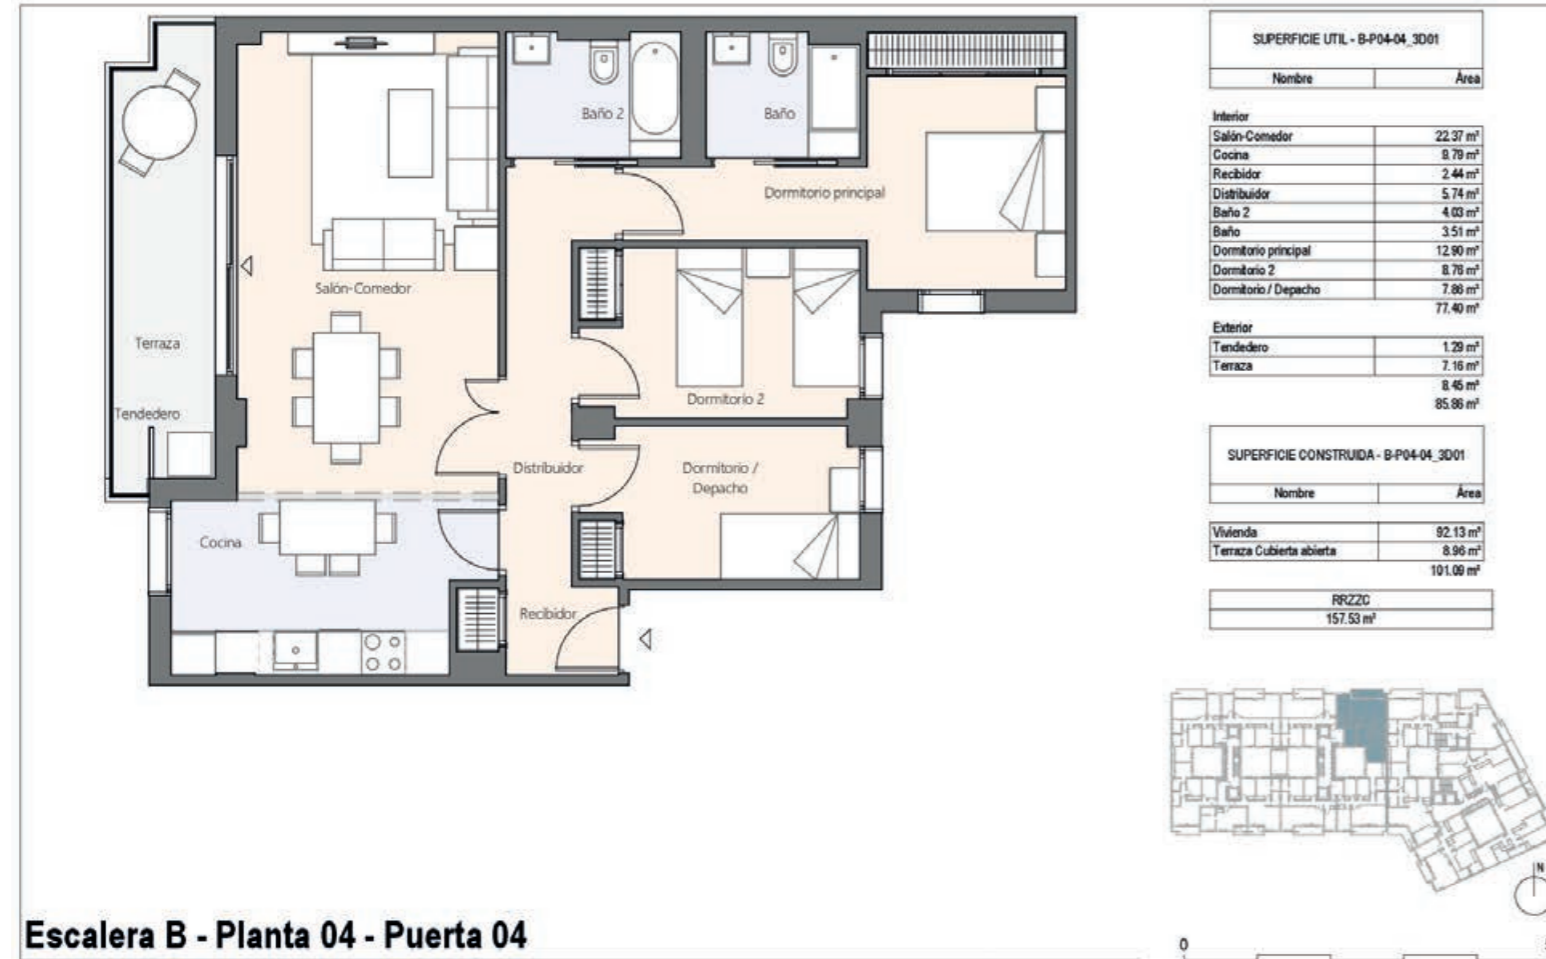 Baño 2
Baño
Dormitorio principal
Salón-Comedor
Terraza
Dormitorio 2
Tendedero
Distribuidor
Dormitorio /
Depacho
Cocina
Recibidor
SUPERFICIE UTIL - B-P04-04_3D01
Nombre Área
Interior
Salón-Comedor 22.37 m²
Cocina 9.79 m²
Recibidor 2.44 m²
Distribuidor 5.74 m²
Baño 2 4.03 m²
Baño 3.51 m²
Dormitorio principal 12.90 m²
Dormitorio 2 8.76 m²
Dormitorio / Depacho 7.86 m²
77.40 m²
Exterior
Tendedero 1.29 m²
Terraza 7.16 m²
8.45 m²
85.86 m²
SUPERFICIE CONSTRUIDA - B-P04-04_3D01
Nombre Área
Vivienda 92.13 m²
Terraza Cubierta abierta 8.96 m²
101.09 m²
RRZZC
157.53 m²
N
Escalera B - Planta 04 - Puerta 04
0